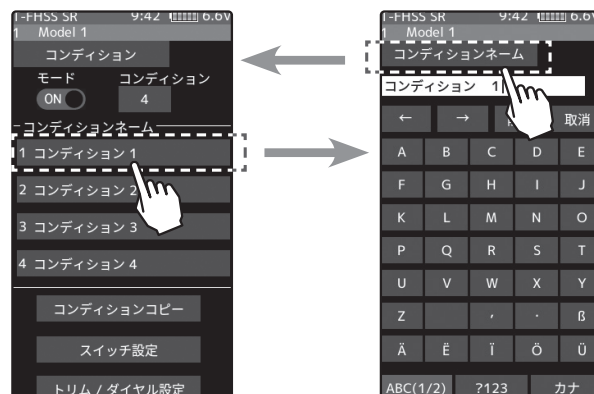 T-FHSS SR 9:42 6.6V
1 Model 1
コンディション
モード コンディション
ON 4
コンディションネーム
1 コンディション 1
2 コンディション 2
3 コンディション 3
4 コンディション 4
コンディションコピー
スイッチ設定
トリム / ダイヤル設定
T-FHSS SR 9:42 6.6V
1 Model 1
コンディションネーム
コンディション 1
← → 取消
A B C D E
F G H I J
K L M N O
P Q R S T
U V W X Y
Z ' · ß
Ä Ë Ï Ö Ü
ABC(1/2) ?123 カナ